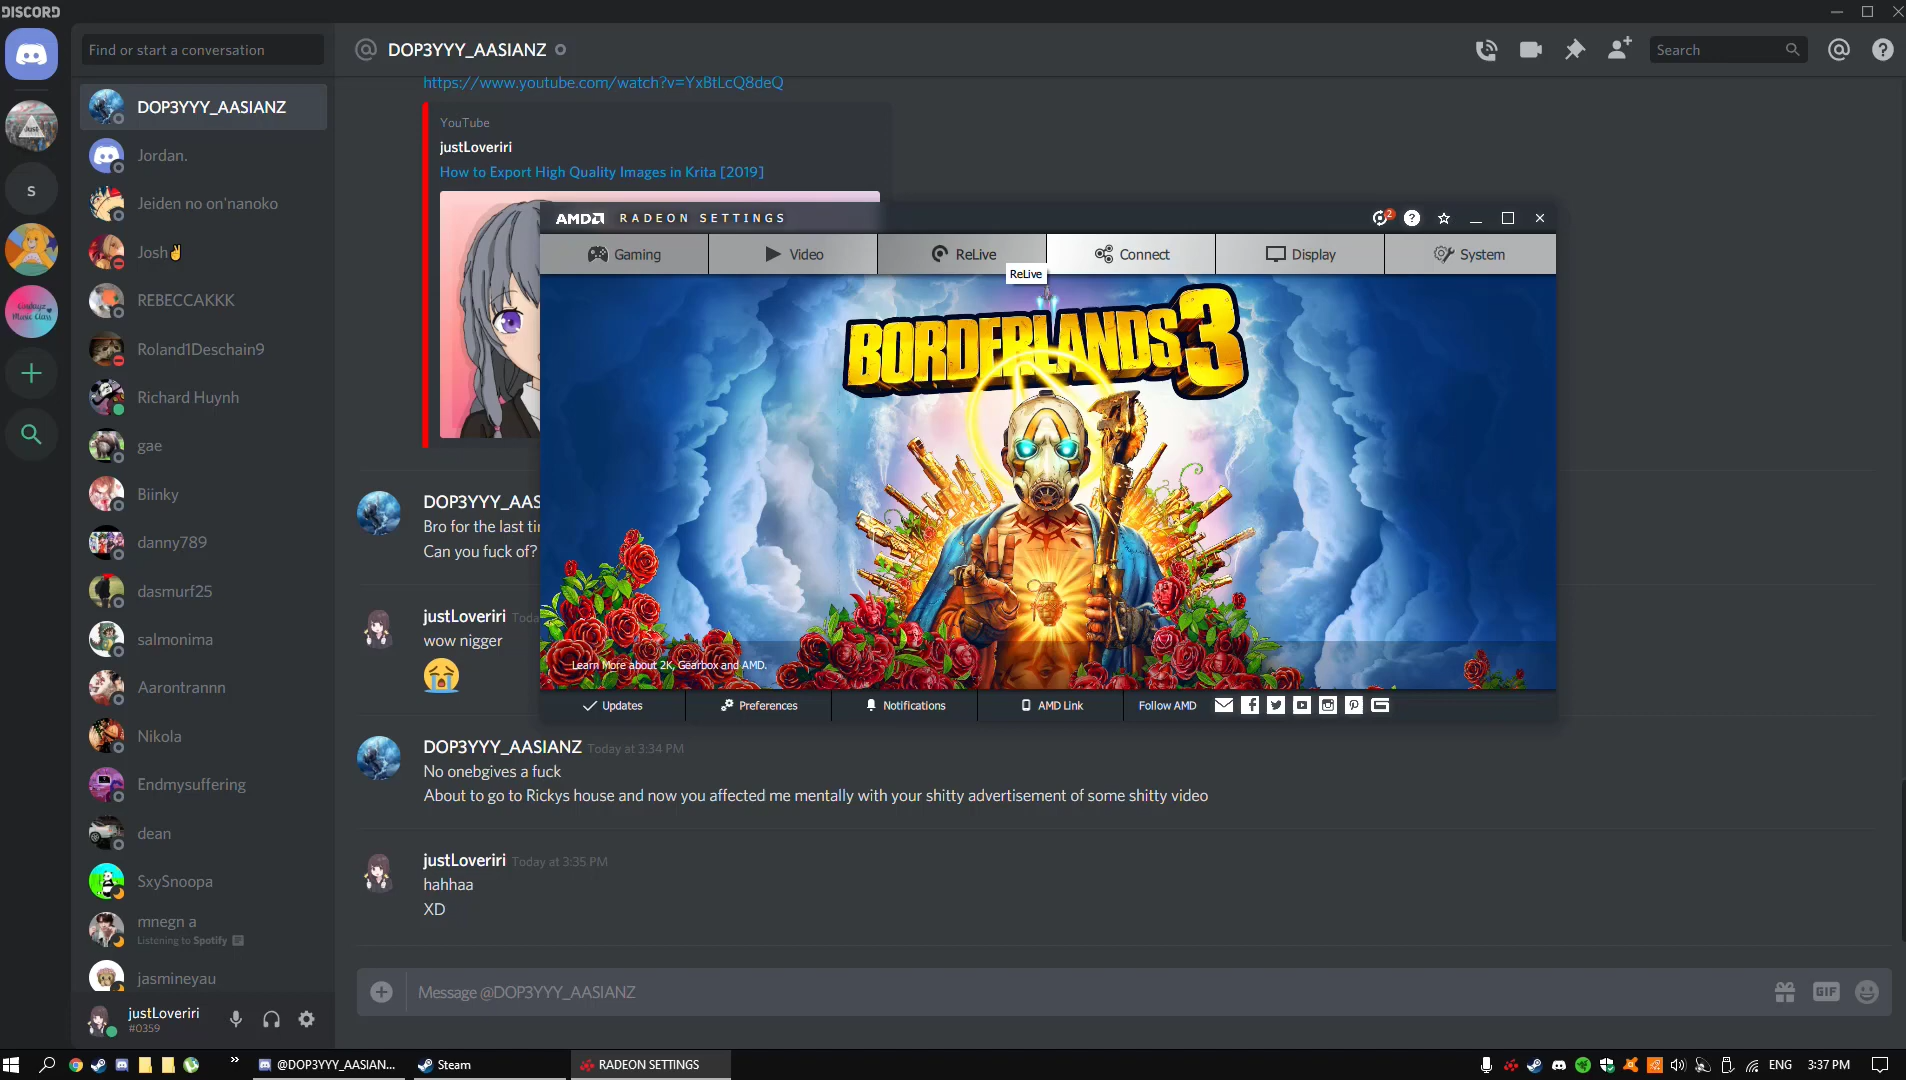 DISCORD
Find or start a conversation
DOP3YYY_AASIANZ
Search
DOP3YYY_AASIANZ
Jordan.
Jeiden no on'nanoko
Josh✌
REBECCAKKK
Roland1Deschain9
Richard Huynh
gae
Biinky
danny789
dasmurf25
salmonima
Aarontrannn
Nikola
Endmysuffering
dean
SxySnoopa
mnegn a
Listening to Spotify
jasmineyau
justLoveriri
#0359
https://www.youtube.com/watch?v=YxBtLcQ8deQ
YouTube
justLoveriri
How to Export High Quality Images in Krita [2019]
DOP3YYY_AAS
Bro for the last ti
Can you fuck of?
justLoveriri Toda
wow nigger
😭
DOP3YYY_AASIANZ Today at 3:34 PM
No onebgives a fuck
About to go to Rickys house and now you affected me mentally with your shitty advertisement of some shitty video
justLoveriri Today at 3:35 PM
hahhaa
XD
Message @DOP3YYY_AASIANZ
GIF
AMD RADEON SETTINGS
2
Gaming
Video
ReLive
Connect
Display
System
ReLive
BORDERLANDS 3
Learn More about 2K, Gearbox and AMD.
Updates
Preferences
Notifications
AMD Link
Follow AMD
S
Just
@DOP3YYY_AASIAN...
Steam
RADEON SETTINGS
ENG
3:37 PM